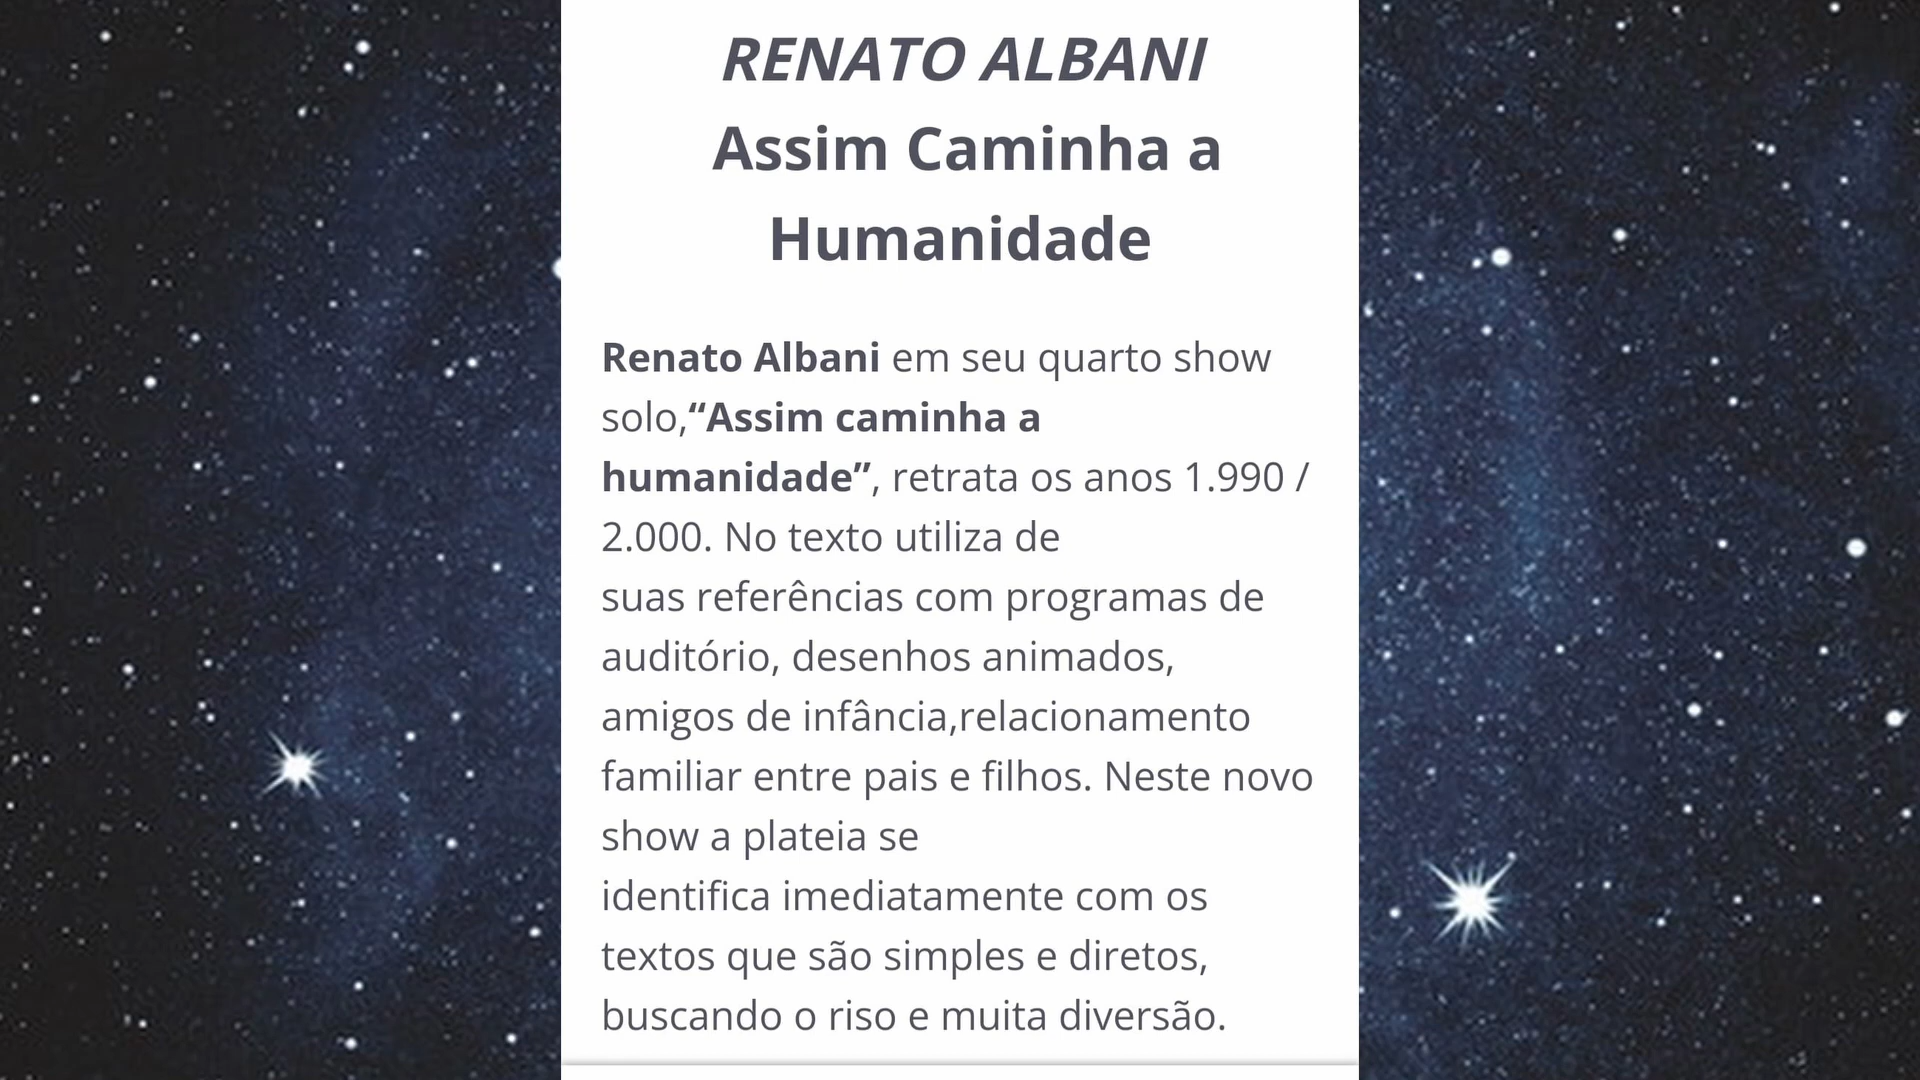 RENATO ALBANI
Assim Caminha a
Humanidade
Renato Albani em seu quarto show
solo,“Assim caminha a
humanidade”, retrata os anos 1.990 /
2.000. No texto utiliza de
suas referências com programas de
auditório, desenhos animados,
amigos de infância,relacionamento
familiar entre pais e filhos. Neste novo
show a plateia se
identifica imediatamente com os
textos que são simples e diretos,
buscando o riso e muita diversão.